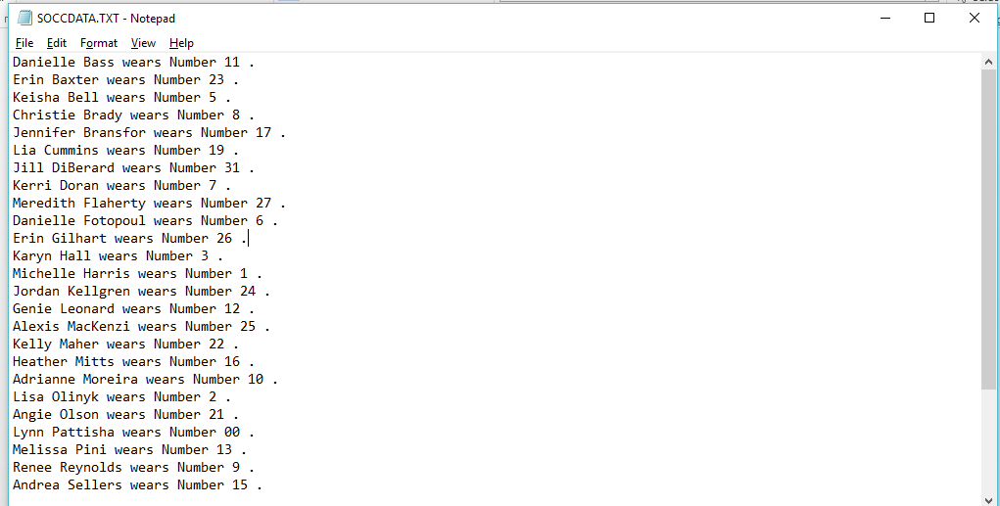 SOCCDATA.TXT - Notepad
File Edit Format View Help
Danielle Bass wears Number 11 .
Erin Baxter wears Number 23 .
Keisha Bell wears Number 5 .
Christie Brady wears Number 8 .
Jennifer Bransfor wears Number 17 .
Lia Cummins wears Number 19 .
Jill DiBerard wears Number 31 .
Kerri Doran wears Number 7 .
Meredith Flaherty wears Number 27 .
Danielle Fotopoul wears Number 6 .
Erin Gilhart wears Number 26 .
Karyn Hall wears Number 3 .
Michelle Harris wears Number 1 .
Jordan Kellgren wears Number 24 .
Genie Leonard wears Number 12 .
Alexis MacKenzi wears Number 25 .
Kelly Maher wears Number 22 .
Heather Mitts wears Number 16 .
Adrianne Moreira wears Number 10 .
Lisa Olinyk wears Number 2 .
Angie Olson wears Number 21 .
Lynn Pattisha wears Number 00 .
Melissa Pini wears Number 13 .
Renee Reynolds wears Number 9 .
Andrea Sellers wears Number 15 .